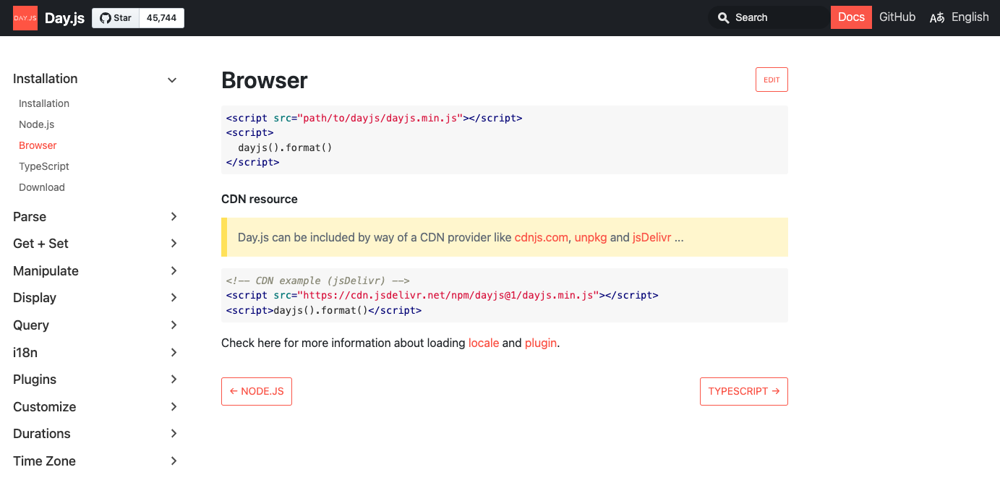 DAY.JS
Day.js
Star
45,744
Search
Docs
GitHub
Aあ English
Installation
Installation
Node.js
Browser
TypeScript
Download
Parse
Get + Set
Manipulate
Display
Query
i18n
Plugins
Customize
Durations
Time Zone
Browser
EDIT
<script src="path/to/dayjs/dayjs.min.js"></script>
<script>
  dayjs().format()
</script>
CDN resource
Day.js can be included by way of a CDN provider like cdnjs.com, unpkg and jsDelivr ...
<!-- CDN example (jsDelivr) -->
<script src="https://cdn.jsdelivr.net/npm/dayjs@1/dayjs.min.js"></script>
<script>dayjs().format()</script>
Check here for more information about loading locale and plugin.
← NODE.JS
TYPESCRIPT →